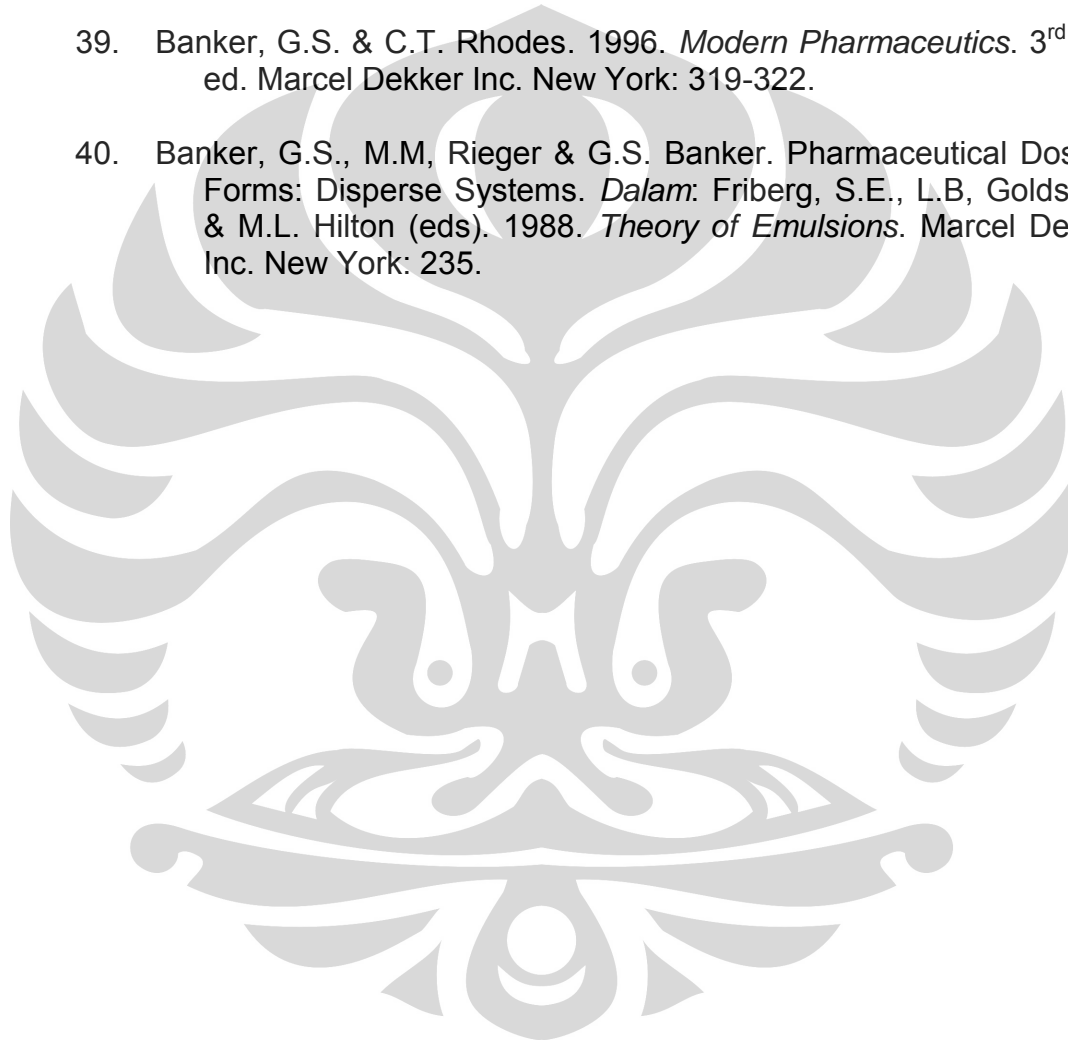 39. Banker, G.S. & C.T. Rhodes. 1996. Modern Pharmaceutics. 3rd
ed. Marcel Dekker Inc. New York: 319-322.
40. Banker, G.S., M.M, Rieger & G.S. Banker. Pharmaceutical Dos
Forms: Disperse Systems. Dalam: Friberg, S.E., L.B, Golds
& M.L. Hilton (eds). 1988. Theory of Emulsions. Marcel De
Inc. New York: 235.